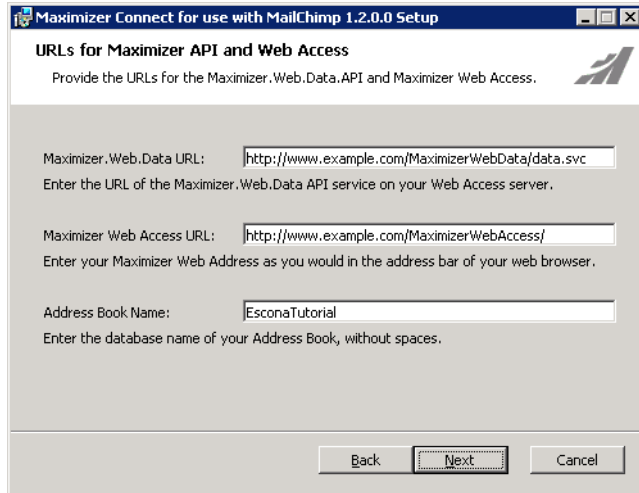 Maximizer Connect for use with MailChimp 1.2.0.0 Setup
URLs for Maximizer API and Web Access
Provide the URLs for the Maximizer.Web.Data.API and Maximizer Web Access.
Maximizer.Web.Data URL: http://www.example.com/MaximizerWebData/data.svc
Enter the URL of the Maximizer.Web.Data API service on your Web Access server.
Maximizer Web Access URL: http://www.example.com/MaximizerWebAccess/
Enter your Maximizer Web Address as you would in the address bar of your web browser.
Address Book Name: EsconaTutorial
Enter the database name of your Address Book, without spaces.
Back Next Cancel